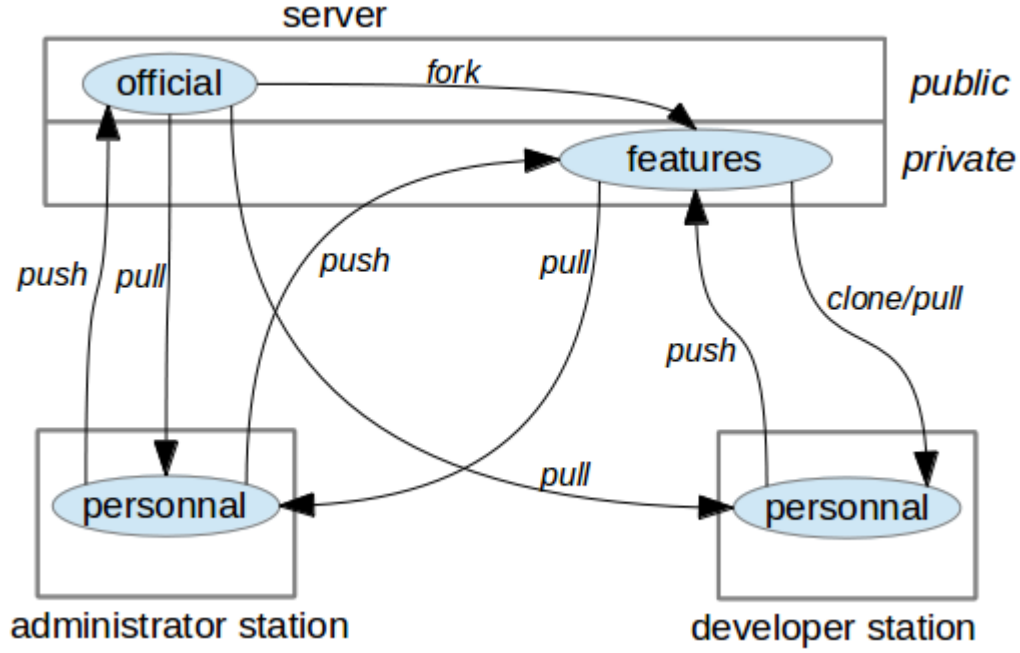 server
official
fork
public
features
private
push
pull
push
pull
clone/pull
push
pull
personnal
personnal
administrator station
developer station